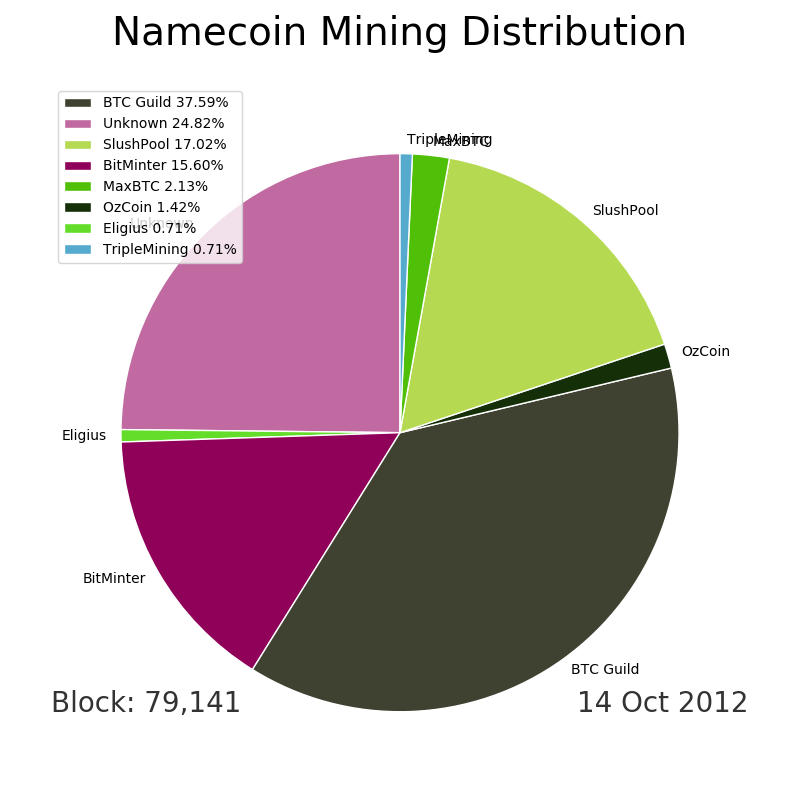 Namecoin Mining Distribution
BTC Guild 37.59%
Unknown 24.82%
SlushPool 17.02%
BitMinter 15.60%
MaxBTC 2.13%
OzCoin 1.42%
Eligius 0.71%
TripleMining 0.71%
TripleMining
MaxBTC
SlushPool
Unknown
OzCoin
Eligius
BitMinter
BTC Guild
Block: 79,141
14 Oct 2012